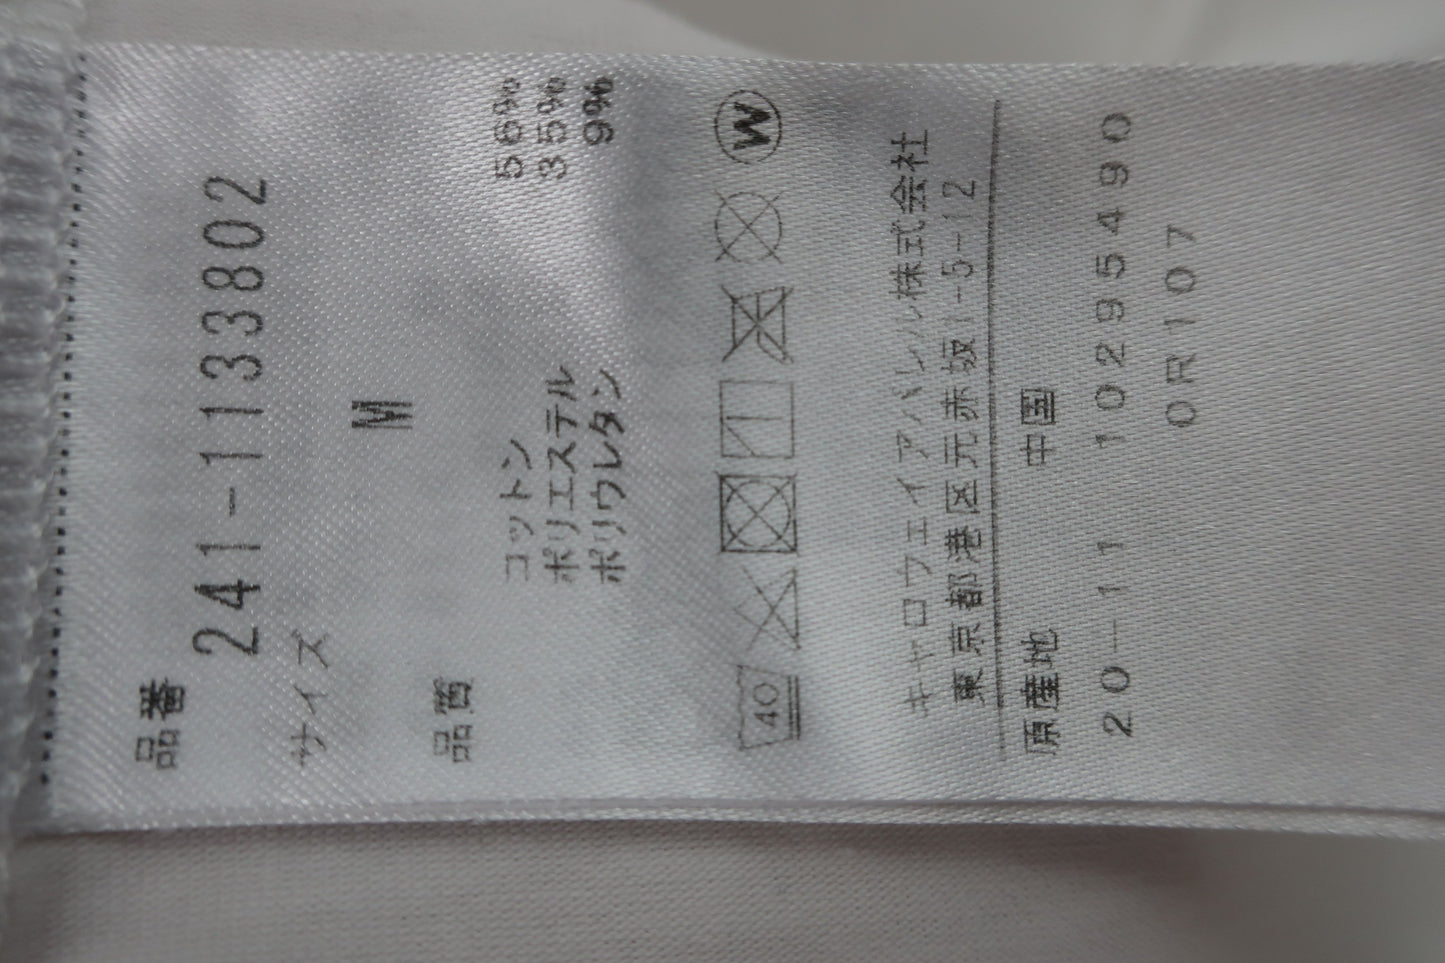 品番
241-1133802
サイズ
M
品質
コットン 56%
ポリエステル 35%
ポリウレタン 9%
40
W
キャロウェイアパレル株式会社
東京都港区元赤坂1-5-12
原産地 中国
20-11 10295490
0R107